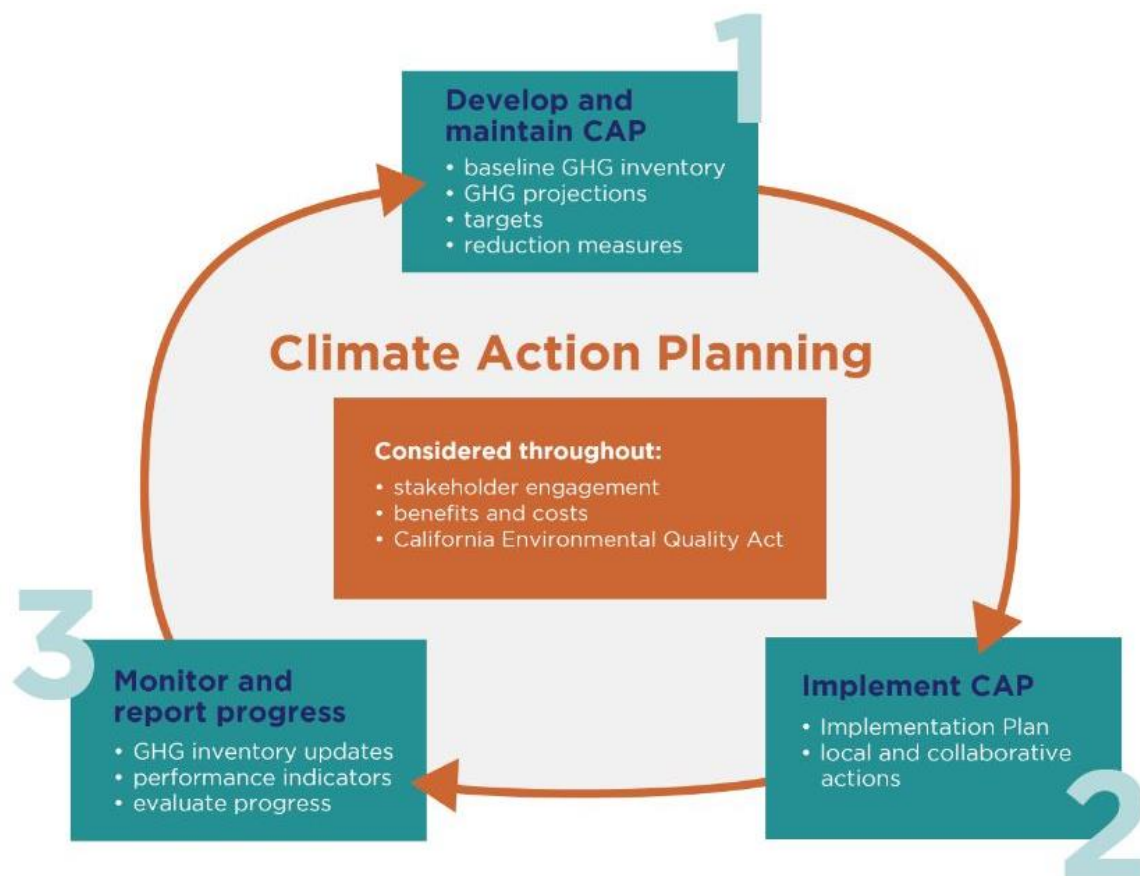 1
Develop and
maintain CAP
• baseline GHG inventory
• GHG projections
• targets
• reduction measures
Climate Action Planning
Considered throughout:
• stakeholder engagement
• benefits and costs
• California Environmental Quality Act
2
Implement CAP
• Implementation Plan
• local and collaborative
actions
3
Monitor and
report progress
• GHG inventory updates
• performance indicators
• evaluate progress